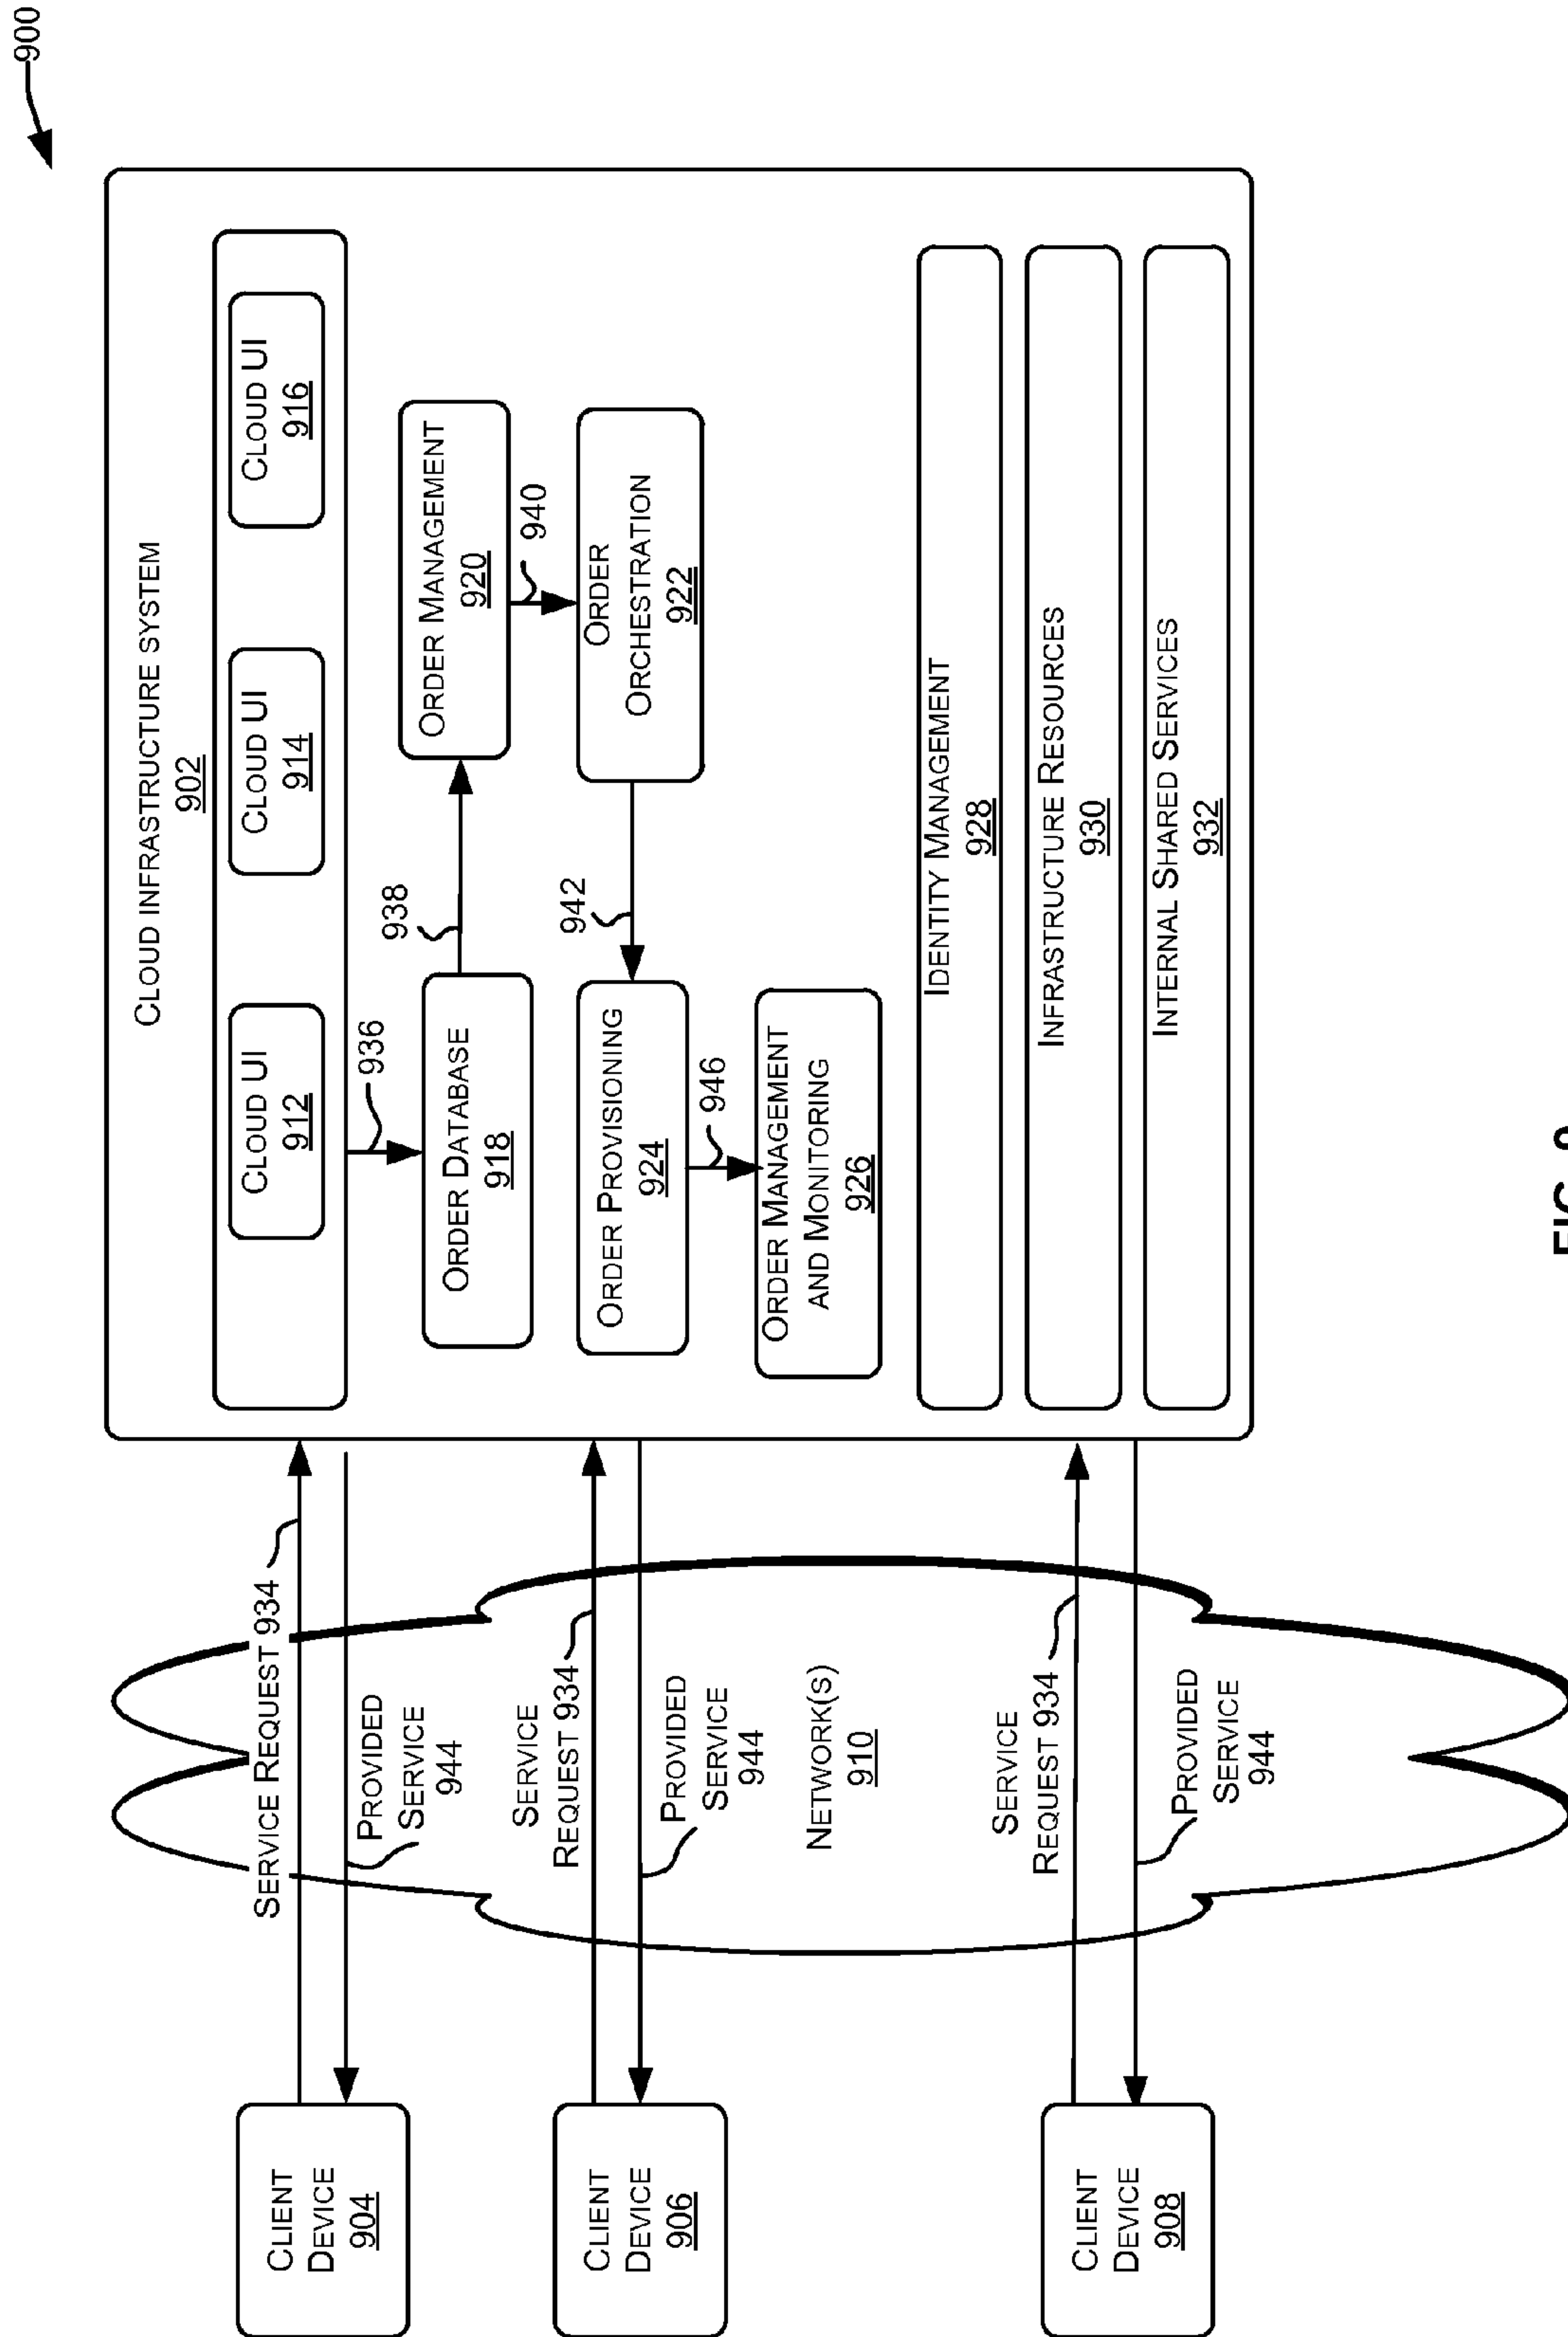 900
CLOUD INFRASTRUCTURE SYSTEM
902
CLOUD UI
912
CLOUD UI
914
CLOUD UI
916
936
ORDER DATABASE
918
938
ORDER MANAGEMENT
920
940
ORDER
ORCHESTRATION
922
942
ORDER PROVISIONING
924
946
ORDER MANAGEMENT
AND MONITORING
926
IDENTITY MANAGEMENT
928
INFRASTRUCTURE RESOURCES
930
INTERNAL SHARED SERVICES
932
CLIENT
DEVICE
904
SERVICE REQUEST 934
PROVIDED
SERVICE
944
CLIENT
DEVICE
906
SERVICE
REQUEST 934
PROVIDED
SERVICE
944
NETWORK(S)
910
CLIENT
DEVICE
908
SERVICE
REQUEST 934
PROVIDED
SERVICE
944
FIG. 9